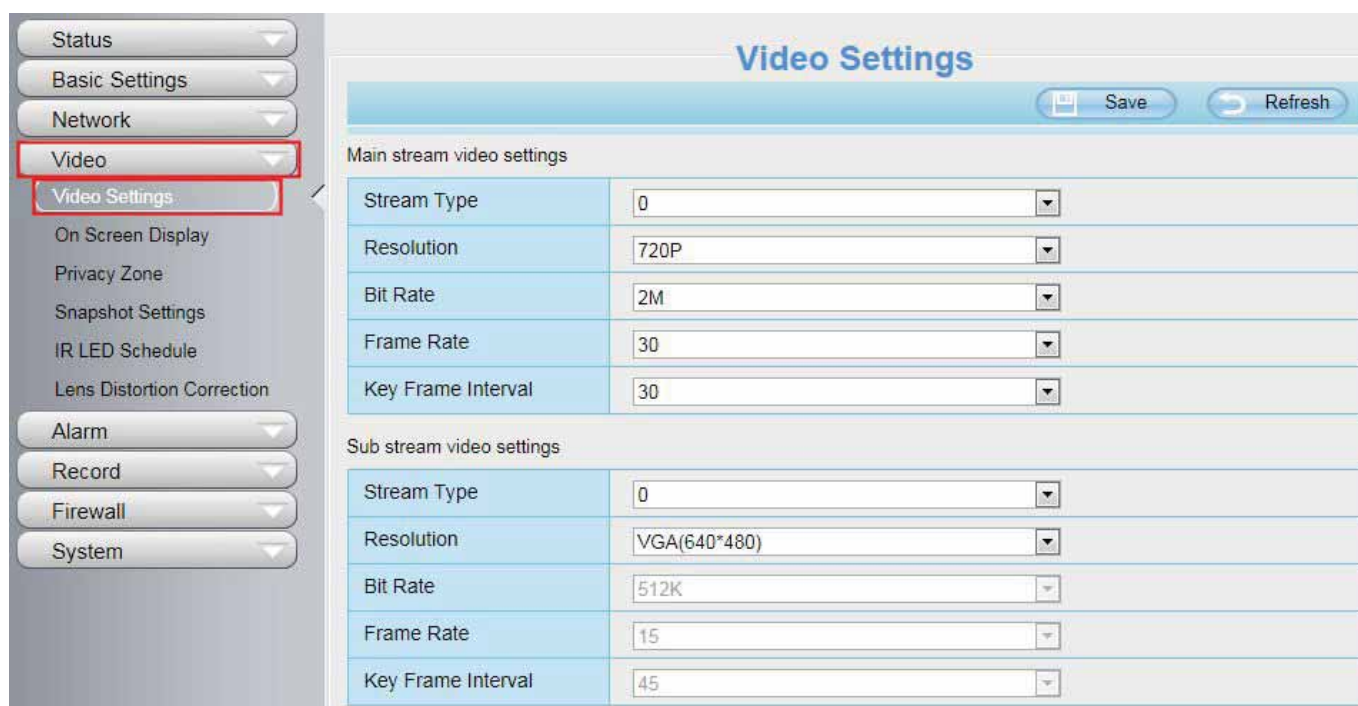 Status
Basic Settings
Network
Video
Video Settings
On Screen Display
Privacy Zone
Snapshot Settings
IR LED Schedule
Lens Distortion Correction
Alarm
Record
Firewall
System
Video Settings
Save Refresh
Main stream video settings
Stream Type 0
Resolution 720P
Bit Rate 2M
Frame Rate 30
Key Frame Interval 30
Sub stream video settings
Stream Type 0
Resolution VGA(640*480)
Bit Rate 512K
Frame Rate 15
Key Frame Interval 45